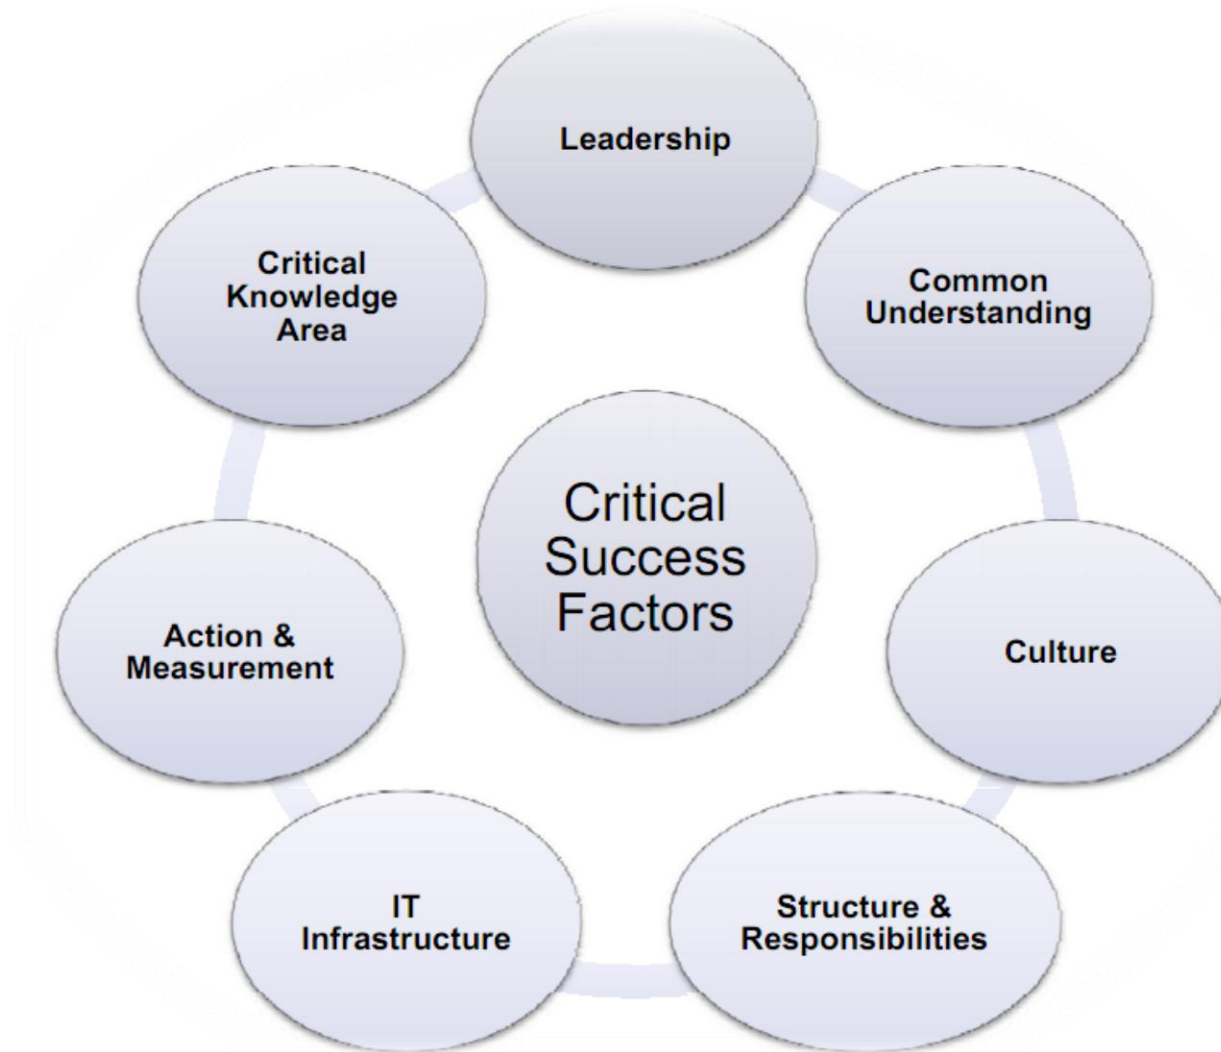 Leadership
Common
Understanding
Culture
Structure &
Responsibilities
IT
Infrastructure
Action &
Measurement
Critical
Knowledge
Area
Critical
Success
Factors